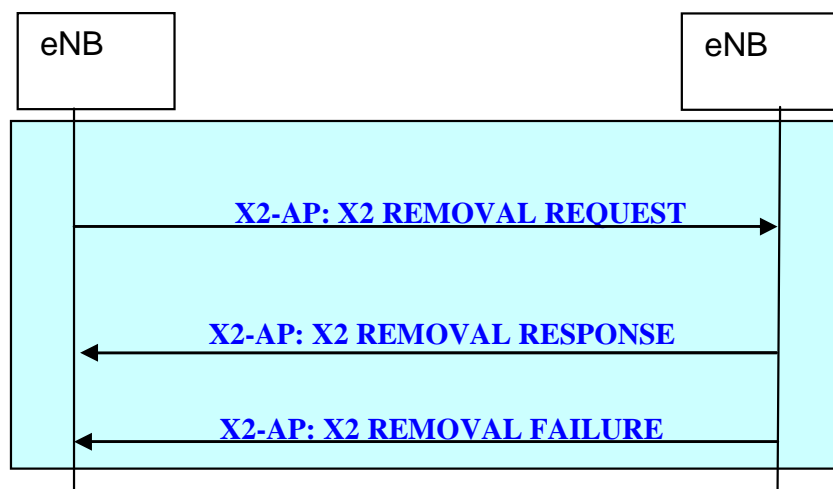 eNB
eNB
X2-AP: X2 REMOVAL REQUEST
X2-AP: X2 REMOVAL RESPONSE
X2-AP: X2 REMOVAL FAILURE